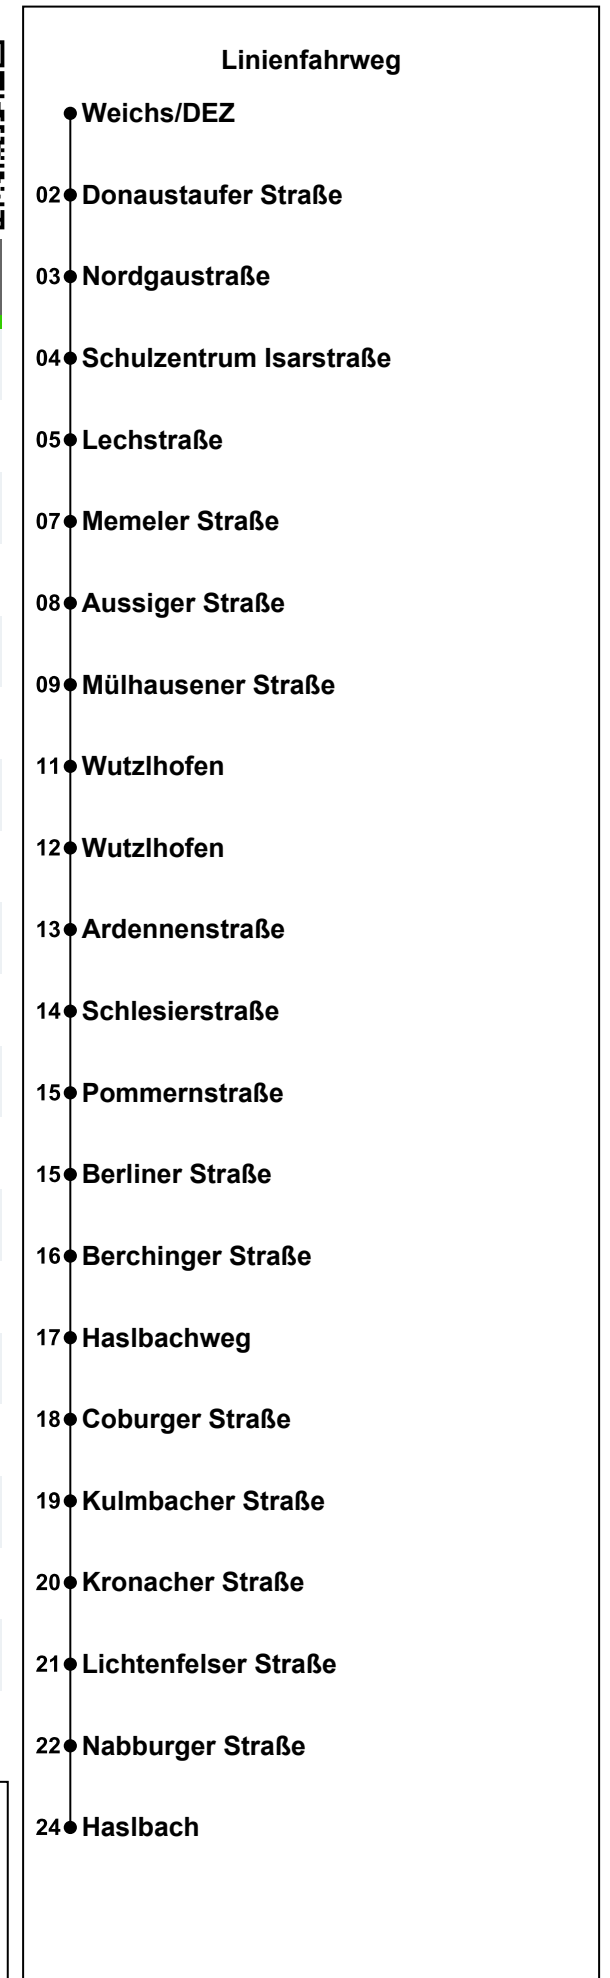 Linienfahrweg
Weichs/DEZ
02 Donaustaufer Straße
03 Nordgaustraße
04 Schulzentrum Isarstraße
05 Lechstraße
07 Memeler Straße
08 Aussiger Straße
09 Mülhausener Straße
11 Wutzlhofen
12 Wutzlhofen
13 Ardennenstraße
14 Schlesierstraße
15 Pommernstraße
15 Berliner Straße
16 Berchinger Straße
17 Haslbachweg
18 Coburger Straße
19 Kulmbacher Straße
20 Kronacher Straße
21 Lichtenfelser Straße
22 Nabburger Straße
24 Haslbach